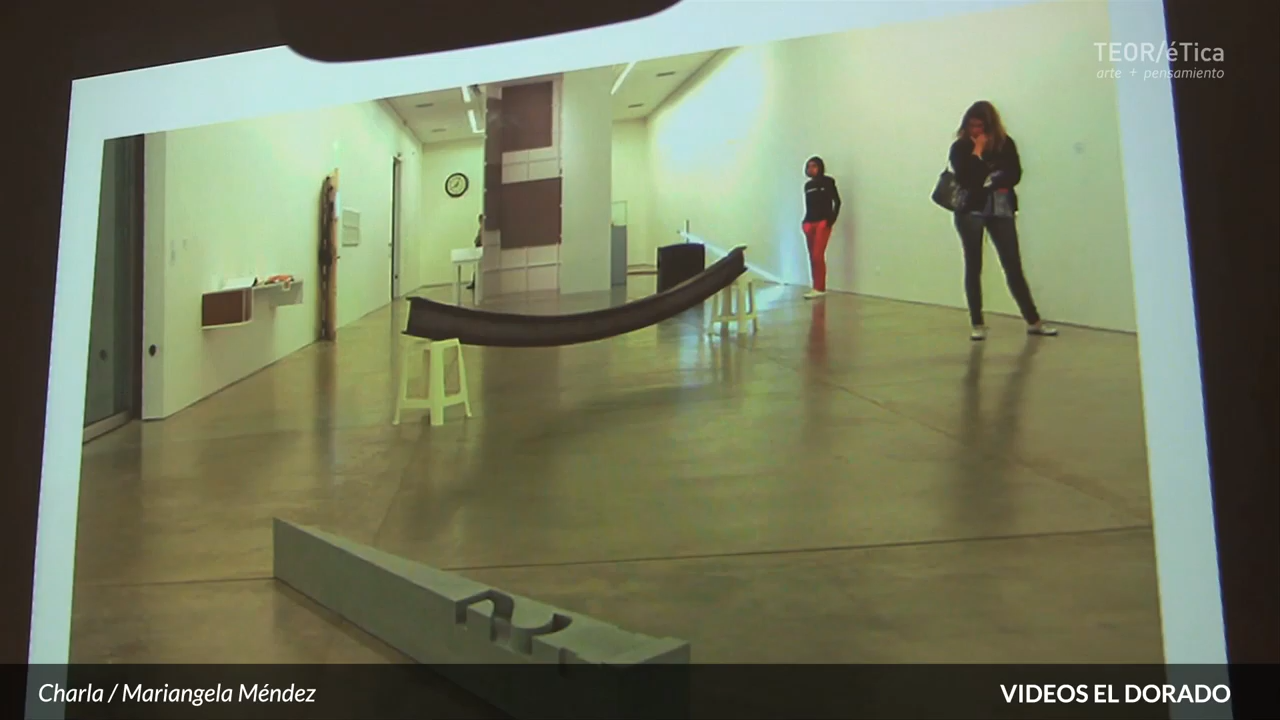 TEOR/éTica
arte + pensamiento
Charla / Mariangela Méndez
VIDEOS EL DORADO